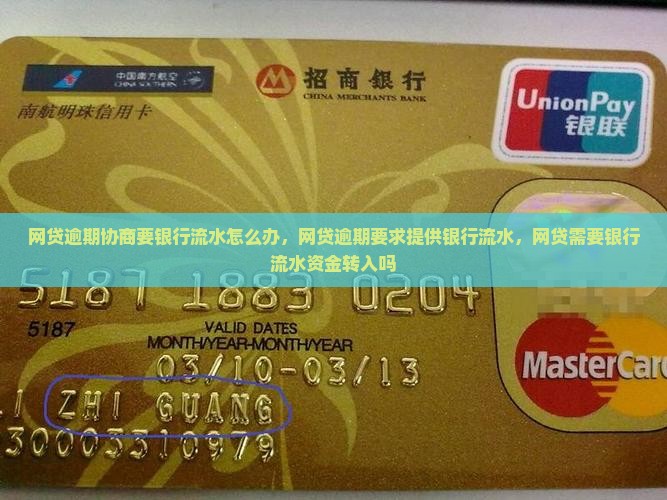 中国南方航空
CHINA SOUTHERN
招商银行
CHINA MERCHANTS BANK
南航明珠信用卡
UnionPay
银联
网贷逾期协商要银行流水怎么办，网贷逾期要求提供银行流水，网贷需要银行
流水资金转入吗
5187 1883 0204
5187
VALID DATES
MONTH/YEAR-MONTH/YEAR
03/10-03/13
MasterCard
LI ZHI GUANG
30003310979